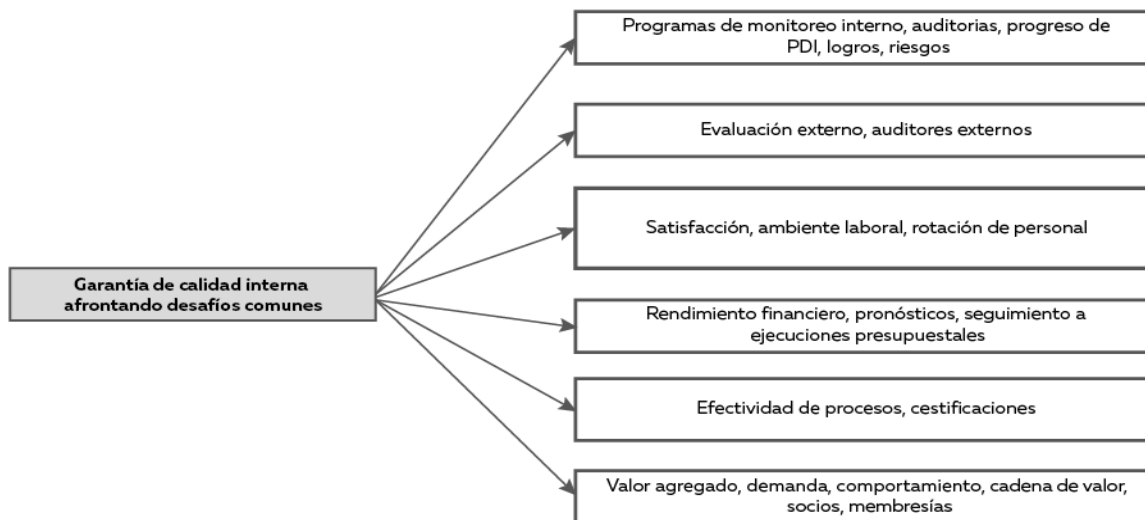 Programas de monitoreo interno, auditorias, progreso de
PDI, logros, riesgos
Evaluación externo, auditores externos
Satisfacción, ambiente laboral, rotación de personal
Garantía de calidad interna
afrontando desafíos comunes
Rendimiento financiero, pronósticos, seguimiento a
ejecuciones presupuestales
Efectividad de procesos, cestificaciones
Valor agregado, demanda, comportamiento, cadena de valor,
socios, membresías